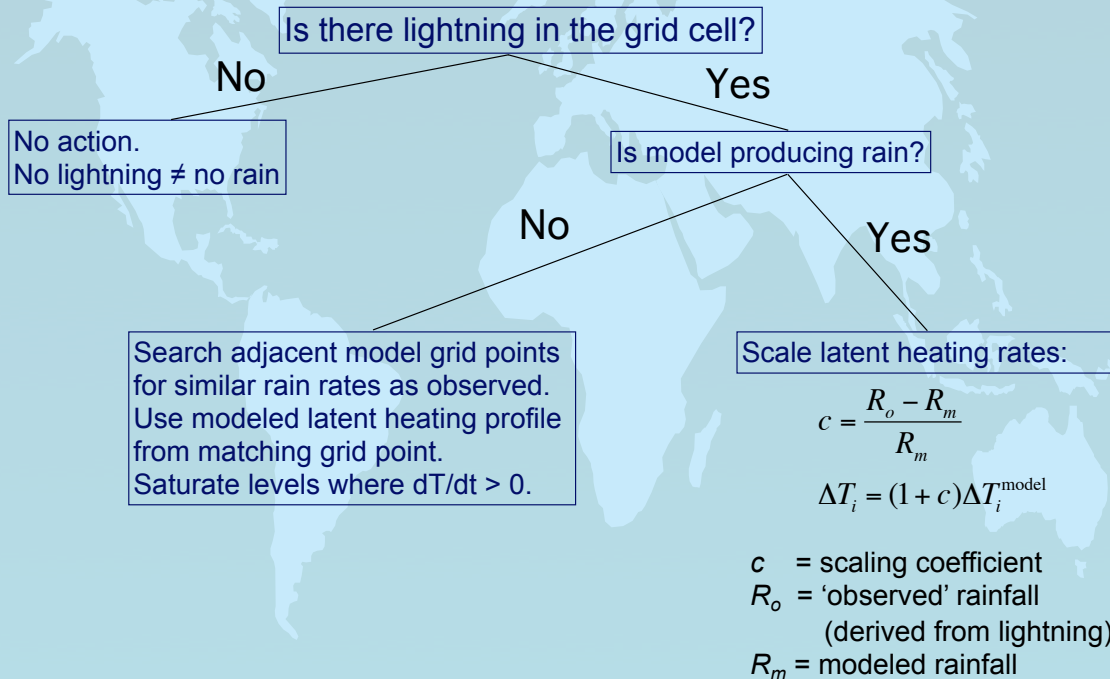 Is there lightning in the grid cell?
No
Yes
No action.
No lightning ≠ no rain
Is model producing rain?
No
Yes
Search adjacent model grid points
for similar rain rates as observed.
Use modeled latent heating profile
from matching grid point.
Saturate levels where dT/dt > 0.
Scale latent heating rates:
c = (R_o − R_m) / R_m
ΔT_i = (1 + c)ΔT_i^model
c = scaling coefficient
R_o = ‘observed’ rainfall
(derived from lightning)
R_m = modeled rainfall